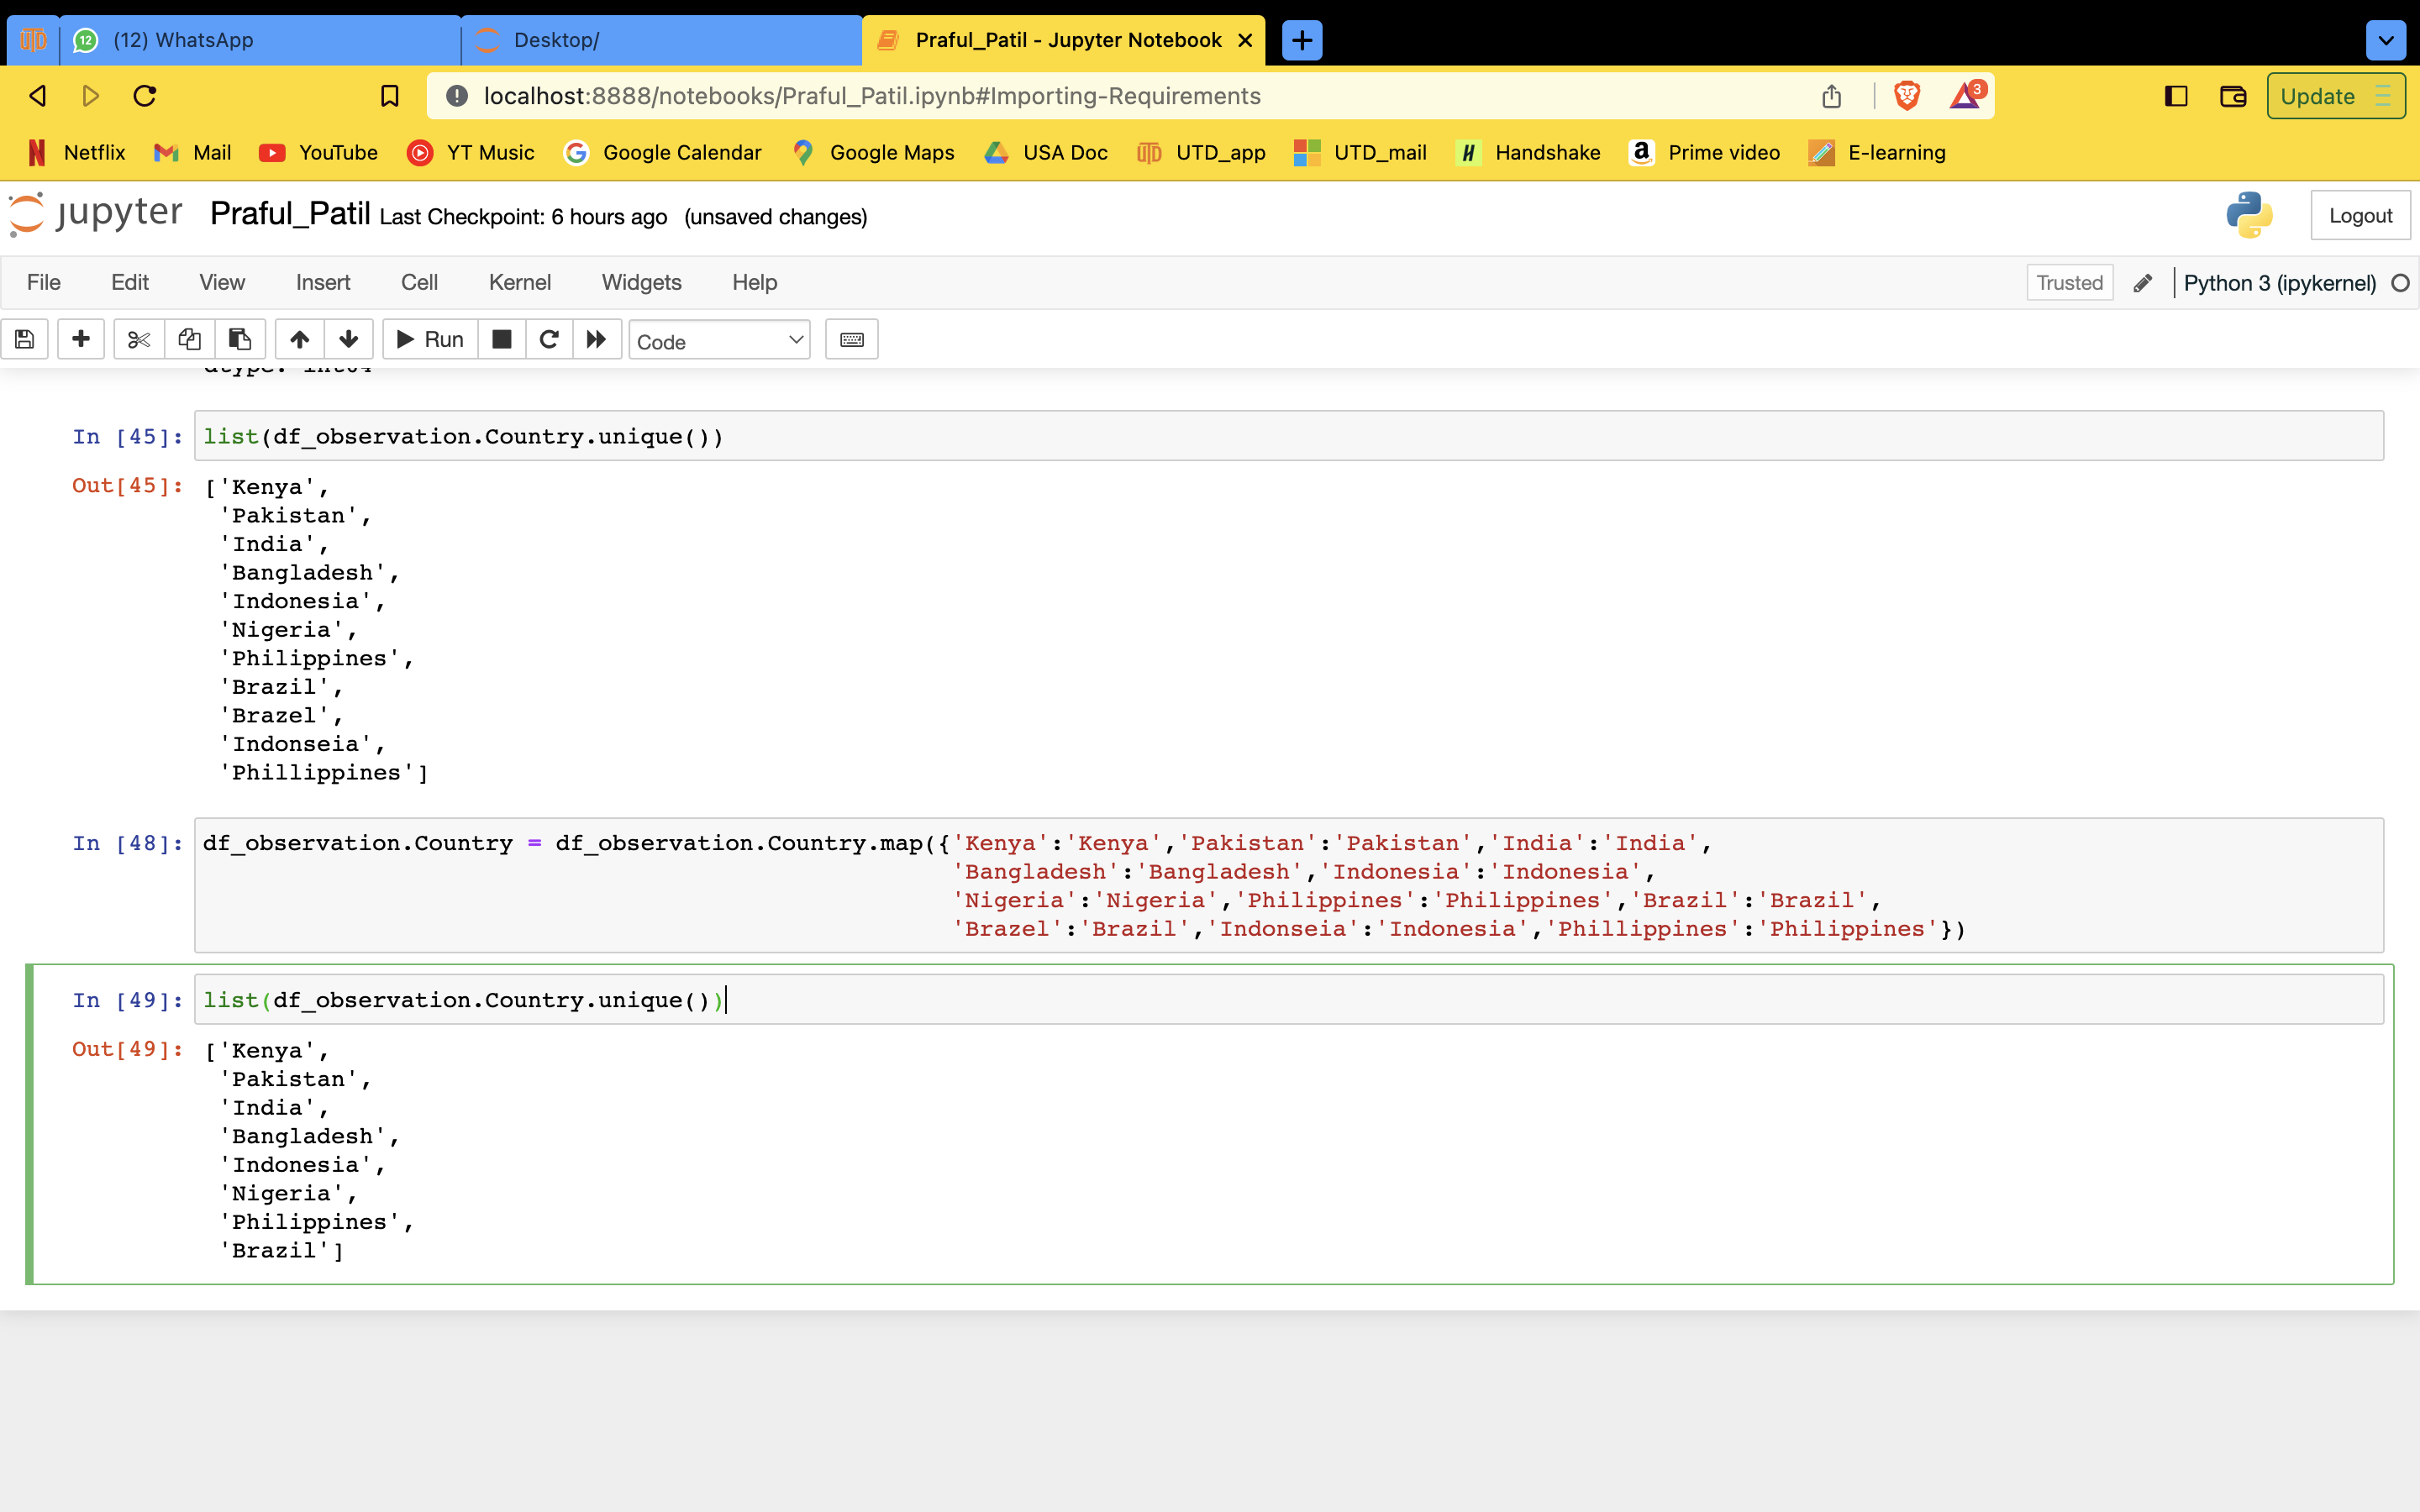 UTD
12 (12) WhatsApp
Desktop/
Praful_Patil - Jupyter Notebook
localhost:8888/notebooks/Praful_Patil.ipynb#Importing-Requirements
3
Update
Netflix Mail YouTube YT Music Google Calendar Google Maps USA Doc UTD_app UTD_mail Handshake Prime video E-learning
jupyter Praful_Patil Last Checkpoint: 6 hours ago (unsaved changes)
Logout
File Edit View Insert Cell Kernel Widgets Help
Trusted Python 3 (ipykernel)
Run Code
dtype: int64
In [45]: list(df_observation.Country.unique())
Out[45]: ['Kenya',
'Pakistan',
'India',
'Bangladesh',
'Indonesia',
'Nigeria',
'Philippines',
'Brazil',
'Brazel',
'Indonseia',
'Phillippines']
In [48]: df_observation.Country = df_observation.Country.map({'Kenya':'Kenya','Pakistan':'Pakistan','India':'India',
'Bangladesh':'Bangladesh','Indonesia':'Indonesia',
'Nigeria':'Nigeria','Philippines':'Philippines','Brazil':'Brazil',
'Brazel':'Brazil','Indonseia':'Indonesia','Phillippines':'Philippines'})
In [49]: list(df_observation.Country.unique())
Out[49]: ['Kenya',
'Pakistan',
'India',
'Bangladesh',
'Indonesia',
'Nigeria',
'Philippines',
'Brazil']